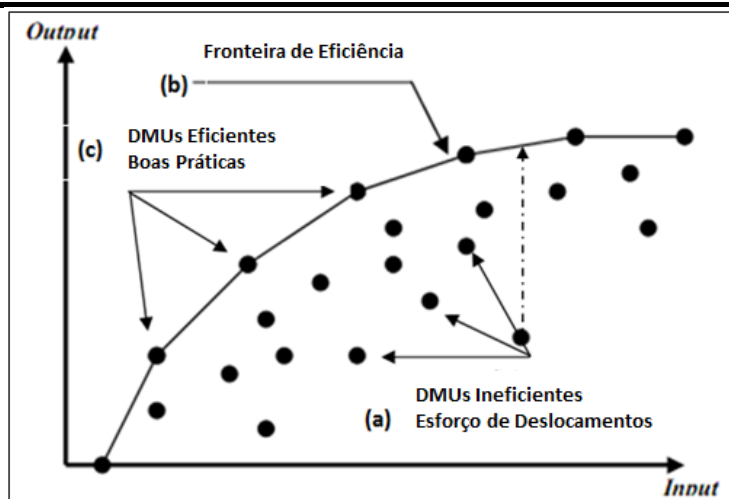 Output
Fronteira de Eficiência
(b)
(c) DMUs Eficientes
Boas Práticas
DMUs Ineficientes
(a) Esforço de Deslocamentos
Input